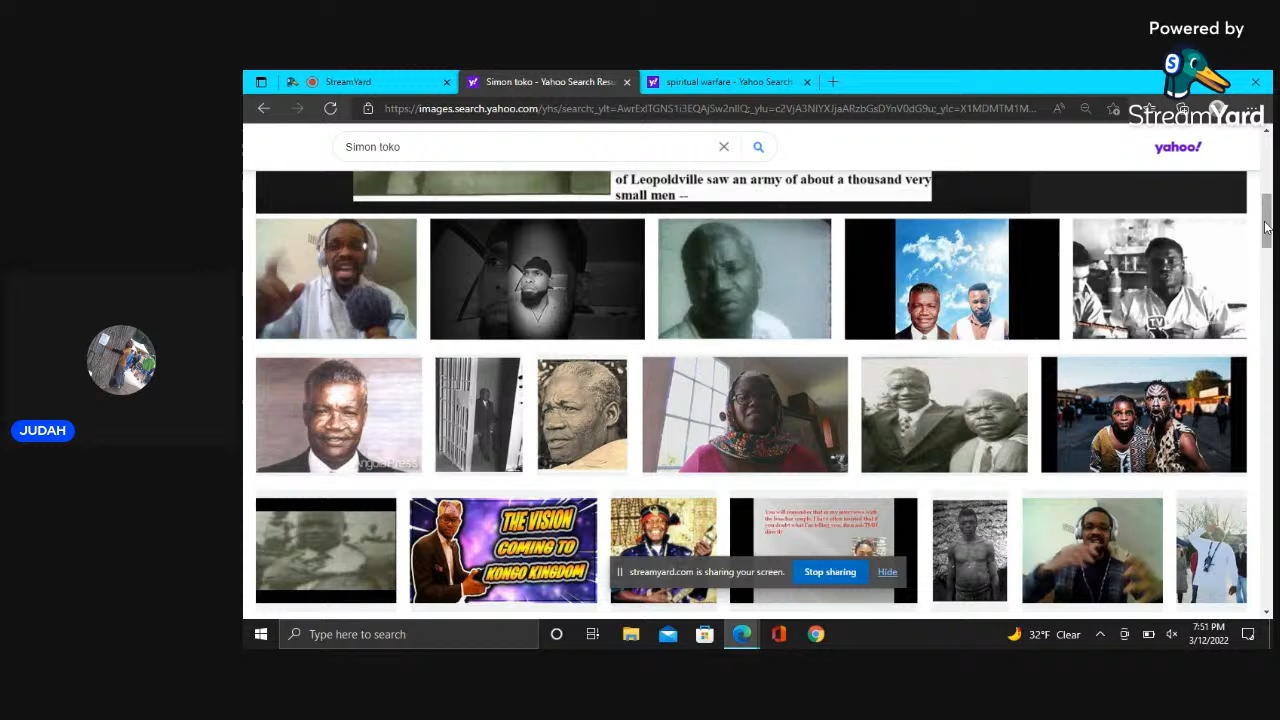 Powered by
StreamYard
StreamYard
Simon toko - Yahoo Search Resu
spiritual warfare - Yahoo Search
Simon toko
yahoo!
of Leopoldville saw an army of about a thousand very
small men --
JUDAH
AngolaPress
THE VISION
COMING TO
KONGO KINGDOM
streamyard.com is sharing your screen.
Stop sharing
Hide
Type here to search
32°F Clear
7:51 PM
3/12/2022